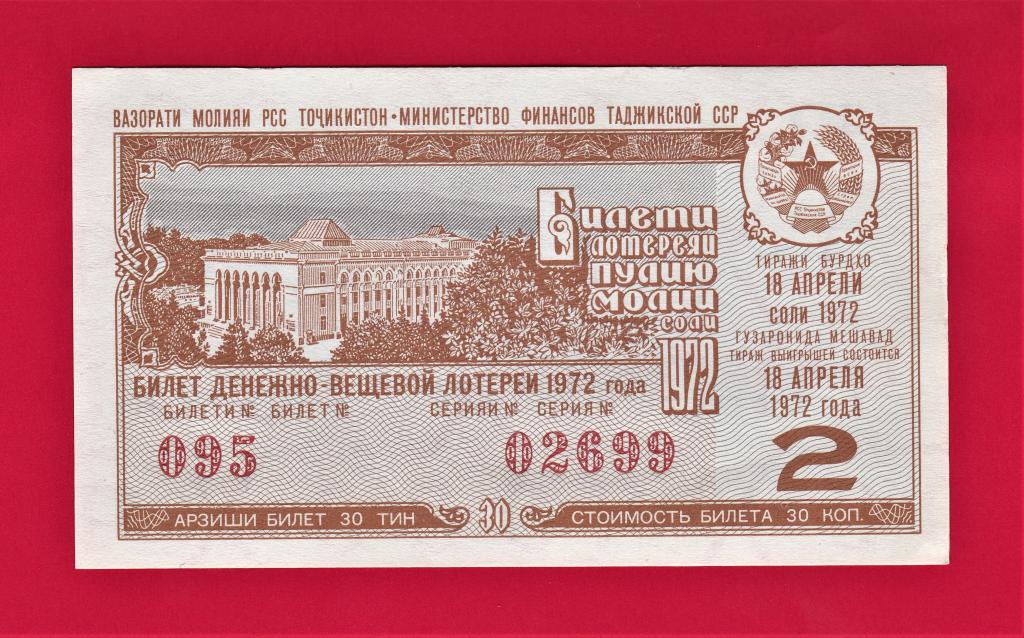 ВАЗОРАТИ МОЛИЯИ РСС ТОҶИКИСТОН • МИНИСТЕРСТВО ФИНАНСОВ ТАДЖИКСКОЙ ССР
Билети
лотереяи
пулию
молии
соли
1972
ТИРАЖИ БУРДҲО
18 АПРЕЛИ
СОЛИ 1972
ГУЗАРОНИДА МЕШАВАД
ТИРАЖ ВЫИГРЫШЕЙ СОСТОИТСЯ
18 АПРЕЛЯ
1972 года
2
БИЛЕТ ДЕНЕЖНО-ВЕЩЕВОЙ ЛОТЕРЕИ 1972 года
БИЛЕТИ № БИЛЕТ № СЕРИЯИ № СЕРИЯ №
095 02699
АРЗИШИ БИЛЕТ 30 ТИН 30 СТОИМОСТЬ БИЛЕТА 30 КОП.